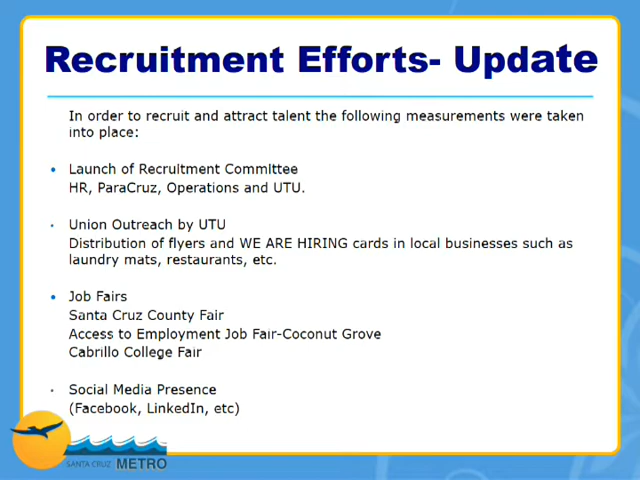 Recruitment Efforts- Update
In order to recruit and attract talent the following measurements were taken
into place:
• Launch of Recruitment Committee
HR, ParaCruz, Operations and UTU.
• Union Outreach by UTU
Distribution of flyers and WE ARE HIRING cards in local businesses such as
laundry mats, restaurants, etc.
• Job Fairs
Santa Cruz County Fair
Access to Employment Job Fair-Coconut Grove
Cabrillo College Fair
• Social Media Presence
(Facebook, LinkedIn, etc)
SANTA CRUZ METRO